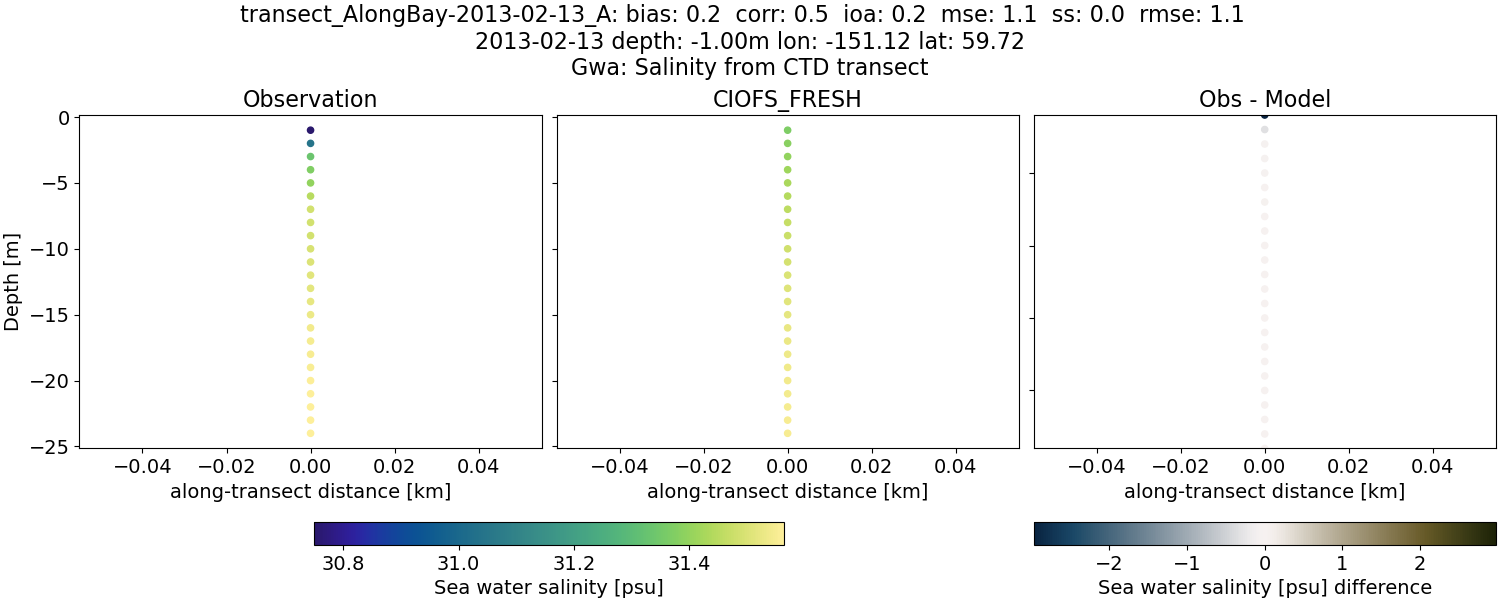 transect_AlongBay-2013-02-13_A: bias: 0.2 corr: 0.5 ioa: 0.2 mse: 1.1 ss: 0.0 rmse: 1.1
2013-02-13 depth: -1.00m lon: -151.12 lat: 59.72
Gwa: Salinity from CTD transect
Observation
CIOFS_FRESH
Obs - Model
0
−5
−10
−15
−20
−25
Depth [m]
−0.04 −0.02 0.00 0.02 0.04
−0.04 −0.02 0.00 0.02 0.04
−0.04 −0.02 0.00 0.02 0.04
along-transect distance [km]
along-transect distance [km]
along-transect distance [km]
30.8 31.0 31.2 31.4
Sea water salinity [psu]
−2 −1 0 1 2
Sea water salinity [psu] difference